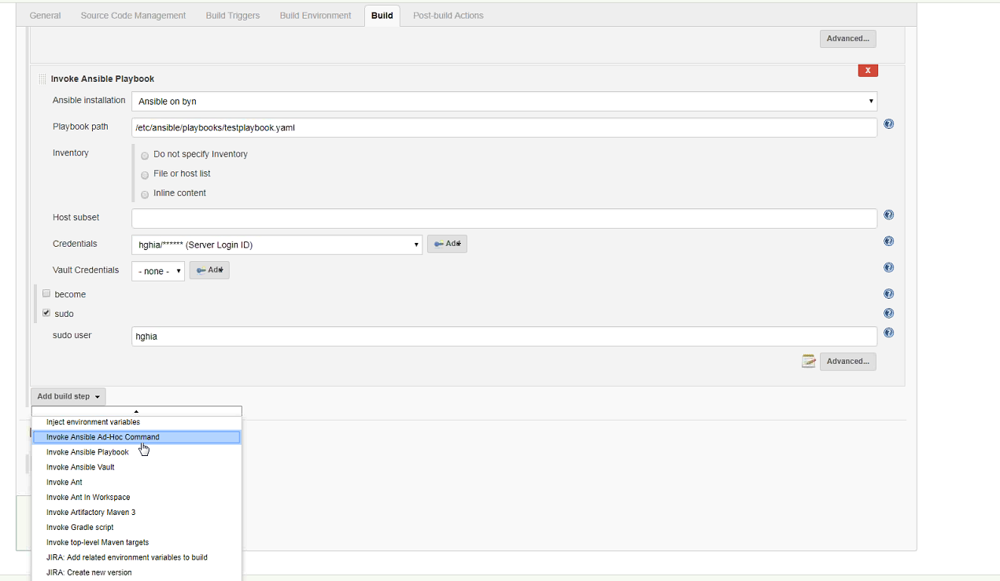 General Source Code Management Build Triggers Build Environment Build Post-build Actions
Advanced...
Invoke Ansible Playbook
X
Ansible installation Ansible on byn
Playbook path /etc/ansible/playbooks/testplaybook.yaml
Inventory
Do not specify Inventory
File or host list
Inline content
Host subset
Credentials hghia/****** (Server Login ID) Add
Vault Credentials - none - Add
become
sudo
sudo user hghia
Advanced...
Add build step
Inject environment variables
Invoke Ansible Ad-Hoc Command
Invoke Ansible Playbook
Invoke Ansible Vault
Invoke Ant
Invoke Ant In Workspace
Invoke Artifactory Maven 3
Invoke Gradle script
Invoke top-level Maven targets
JIRA: Add related environment variables to build
JIRA: Create new version